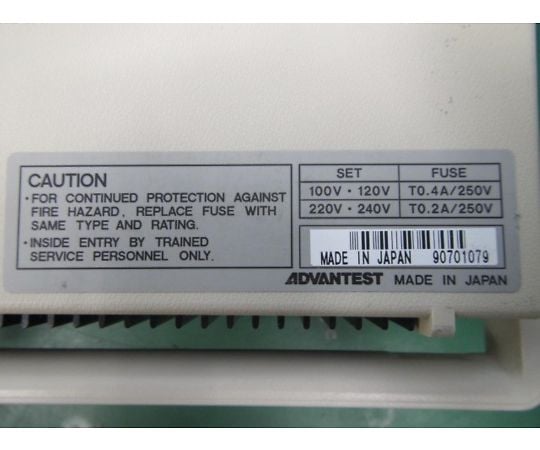 CAUTION
·FOR CONTINUED PROTECTION AGAINST
FIRE HAZARD, REPLACE FUSE WITH
SAME TYPE AND RATING.
·INSIDE ENTRY BY TRAINED
SERVICE PERSONNEL ONLY.
SET FUSE
100V · 120V T0.4A/250V
220V · 240V T0.2A/250V
MADE IN JAPAN 90701079
ADVANTEST MADE IN JAPAN